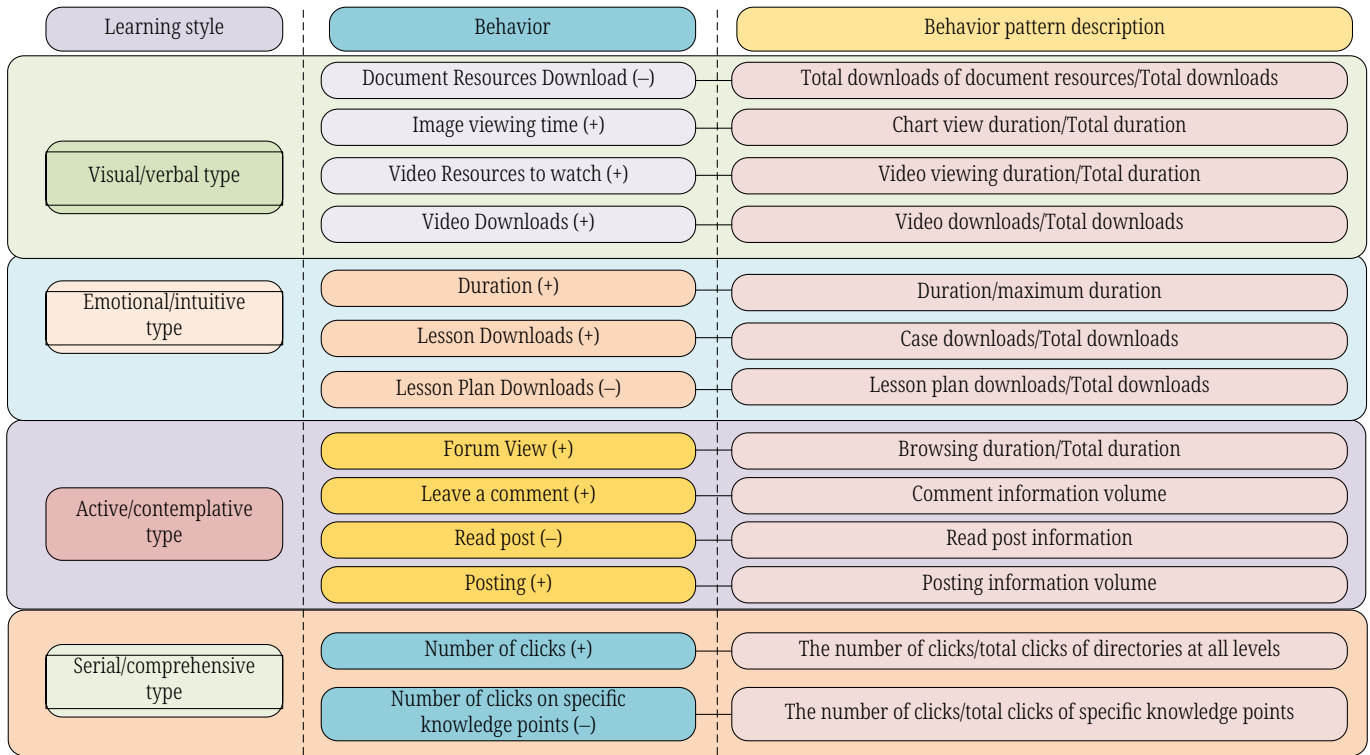 Learning style
Behavior
Behavior pattern description
Document Resources Download (–)
Total downloads of document resources/Total downloads
Image viewing time (+)
Chart view duration/Total duration
Visual/verbal type
Video Resources to watch (+)
Video viewing duration/Total duration
Video Downloads (+)
Video downloads/Total downloads
Emotional/intuitive
type
Duration (+)
Duration/maximum duration
Lesson Downloads (+)
Case downloads/Total downloads
Lesson Plan Downloads (–)
Lesson plan downloads/Total downloads
Active/contemplative
type
Forum View (+)
Browsing duration/Total duration
Leave a comment (+)
Comment information volume
Read post (–)
Read post information
Posting (+)
Posting information volume
Serial/comprehensive
type
Number of clicks (+)
The number of clicks/total clicks of directories at all levels
Number of clicks on specific
knowledge points (–)
The number of clicks/total clicks of specific knowledge points